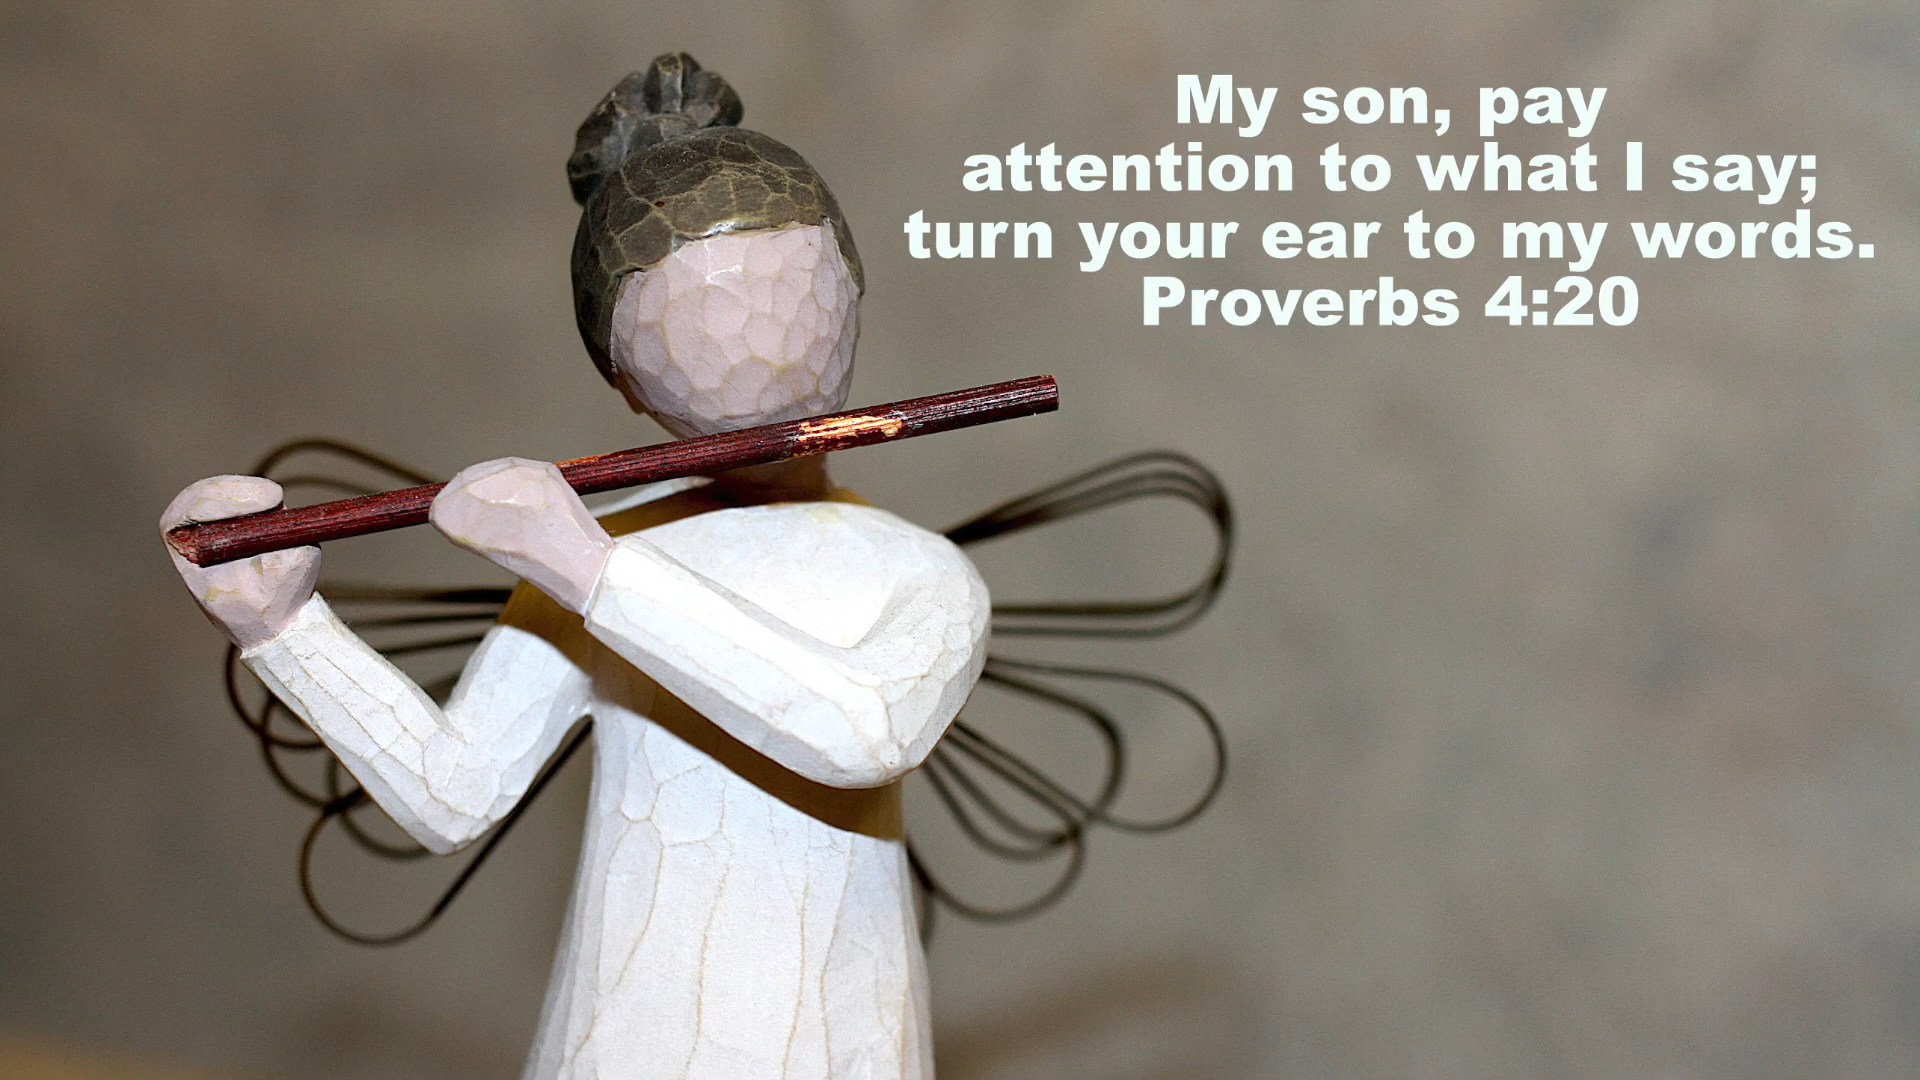 My son, pay
attention to what I say;
turn your ear to my words.
Proverbs 4:20